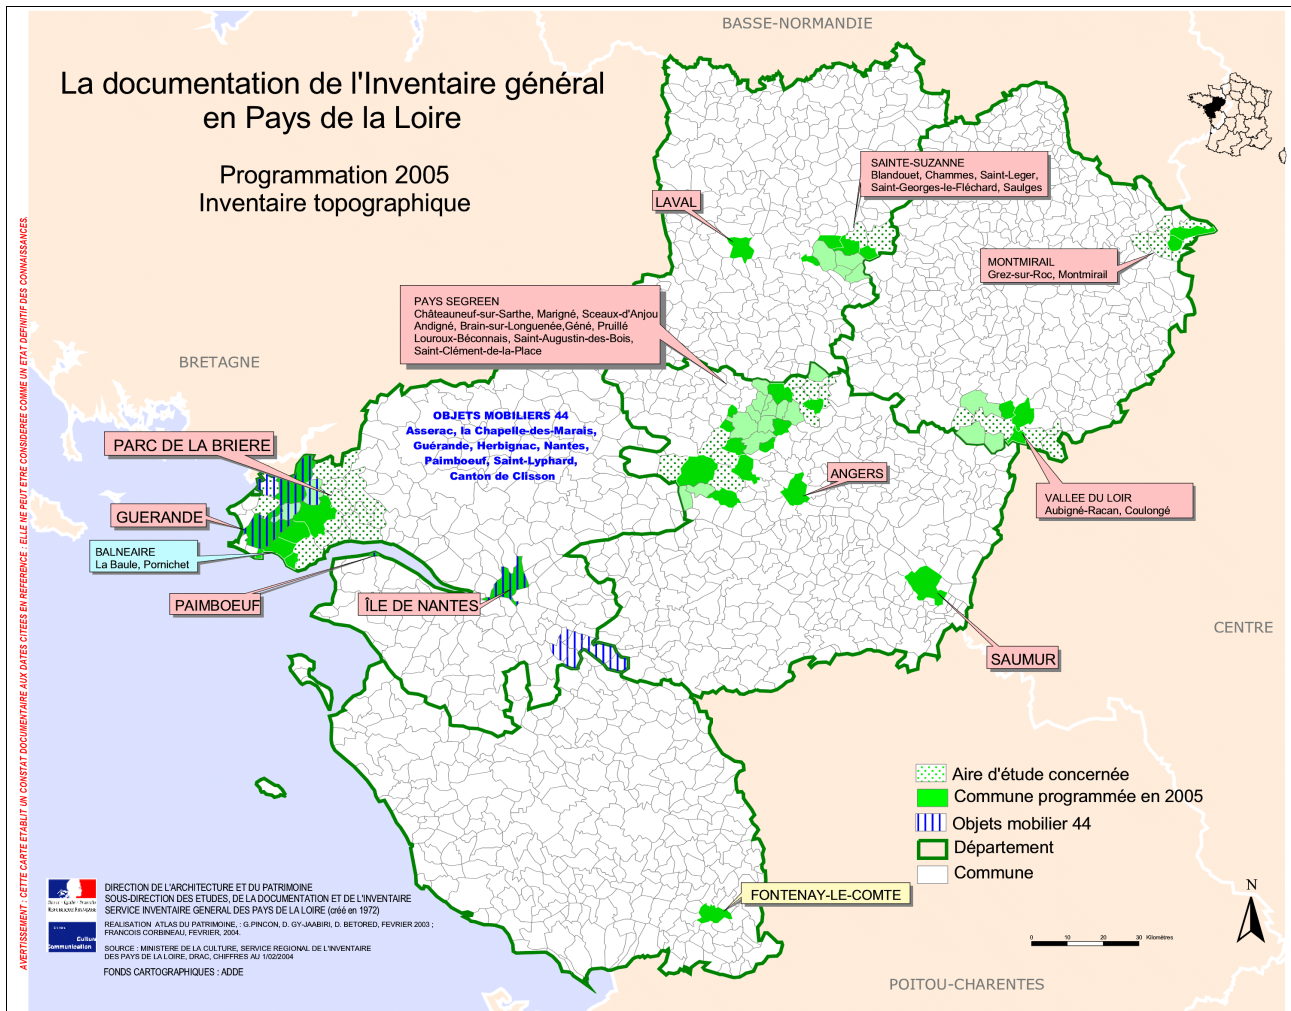 BASSE-NORMANDIE
La documentation de l'Inventaire général
en Pays de la Loire
Programmation 2005
Inventaire topographique
SAINTE-SUZANNE
Blandouet, Chammes, Saint-Leger,
Saint-Georges-le-Fléchard, Saulges
LAVAL
MONTMIRAIL
Grez-sur-Roc, Montmirail
PAYS SEGREEN
Châteauneuf-sur-Sarthe, Marigné, Sceaux-d'Anjou
Andigné, Brain-sur-Longuenée,Géné, Pruillé
Louroux-Béconnais, Saint-Augustin-des-Bois,
Saint-Clément-de-la-Place
BRETAGNE
OBJETS MOBILIERS 44
Asserac, la Chapelle-des-Marais,
Guérande, Herbignac, Nantes,
Paimboeuf, Saint-Lyphard,
Canton de Clisson
PARC DE LA BRIERE
ANGERS
VALLEE DU LOIR
Aubigné-Racan, Coulongé
GUERANDE
BALNEAIRE
La Baule, Pornichet
PAIMBOEUF
ÎLE DE NANTES
CENTRE
SAUMUR
Aire d'étude concernée
Commune programmée en 2005
Objets mobilier 44
Département
Commune
FONTENAY-LE-COMTE
N
0 10 20 30 Kilomètres
POITOU-CHARENTES
DIRECTION DE L'ARCHITECTURE ET DU PATRIMOINE
SOUS-DIRECTION DES ETUDES, DE LA DOCUMENTATION ET DE L'INVENTAIRE
SERVICE INVENTAIRE GENERAL DES PAYS DE LA LOIRE (créé en 1972)
REALISATION ATLAS DU PATRIMOINE, : G.PINCON, D. GY-JAABIRI, D. BETORED, FEVRIER 2003 ;
FRANCOIS CORBINEAU, FEVRIER, 2004.
SOURCE : MINISTERE DE LA CULTURE, SERVICE REGIONAL DE L'INVENTAIRE
DES PAYS DE LA LOIRE, DRAC, CHIFFRES AU 1/02/2004
FONDS CARTOGRAPHIQUES : ADDE
Culture
Communication
AVERTISSEMENT : CETTE CARTE ETABLIT UN CONSTAT DOCUMENTAIRE AUX DATES CITEES EN REFERENCE : ELLE NE PEUT ETRE CONSIDEREE COMME UN ETAT DEFINITIF DES CONNAISSANCES.